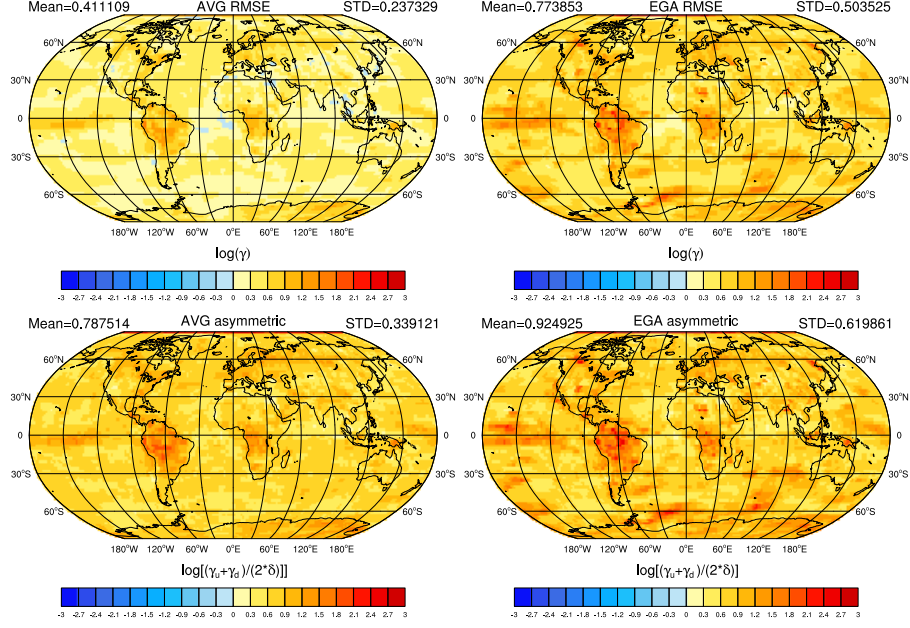 Mean=0.411109 AVG RMSE STD=0.237329
60°N 60°N
30°N 30°N
0 0
30°S 30°S
60°S 60°S
180°W 120°W 60°W 0°E 60°E 120°E 180°E
log(γ)
-3 -2.7 -2.4 -2.1 -1.8 -1.5 -1.2 -0.9 -0.6 -0.3 0 0.3 0.6 0.9 1.2 1.5 1.8 2.1 2.4 2.7 3
Mean=0.773853 EGA RMSE STD=0.503525
60°N 60°N
30°N 30°N
0 0
30°S 30°S
60°S 60°S
180°W 120°W 60°W 0°E 60°E 120°E 180°E
log(γ)
-3 -2.7 -2.4 -2.1 -1.8 -1.5 -1.2 -0.9 -0.6 -0.3 0 0.3 0.6 0.9 1.2 1.5 1.8 2.1 2.4 2.7 3
Mean=0.787514 AVG asymmetric STD=0.339121
60°N 60°N
30°N 30°N
0 0
30°S 30°S
60°S 60°S
180°W 120°W 60°W 0°E 60°E 120°E 180°E
log[(γu+γd)/(2*δ)]]
-3 -2.7 -2.4 -2.1 -1.8 -1.5 -1.2 -0.9 -0.6 -0.3 0 0.3 0.6 0.9 1.2 1.5 1.8 2.1 2.4 2.7 3
Mean=0.924925 EGA asymmetric STD=0.619861
60°N 60°N
30°N 30°N
0 0
30°S 30°S
60°S 60°S
180°W 120°W 60°W 0°E 60°E 120°E 180°E
log[(γu+γd)/(2*δ)]
-3 -2.7 -2.4 -2.1 -1.8 -1.5 -1.2 -0.9 -0.6 -0.3 0 0.3 0.6 0.9 1.2 1.5 1.8 2.1 2.4 2.7 3